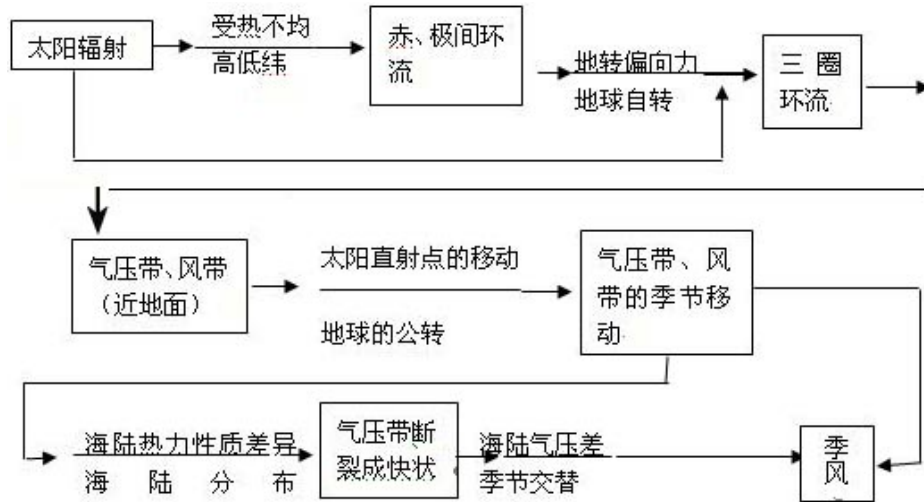 受热不均
太阳辐射
高低纬
赤、极间环
流
地转偏向力
地球自转
三圈
环流
气压带、风带
（近地面）
太阳直射点的移动
地球的公转
气压带、风
带的季节移
动
海陆热力性质差异
海陆分布
气压带断
裂成快状
海陆气压差
季节交替
季
风